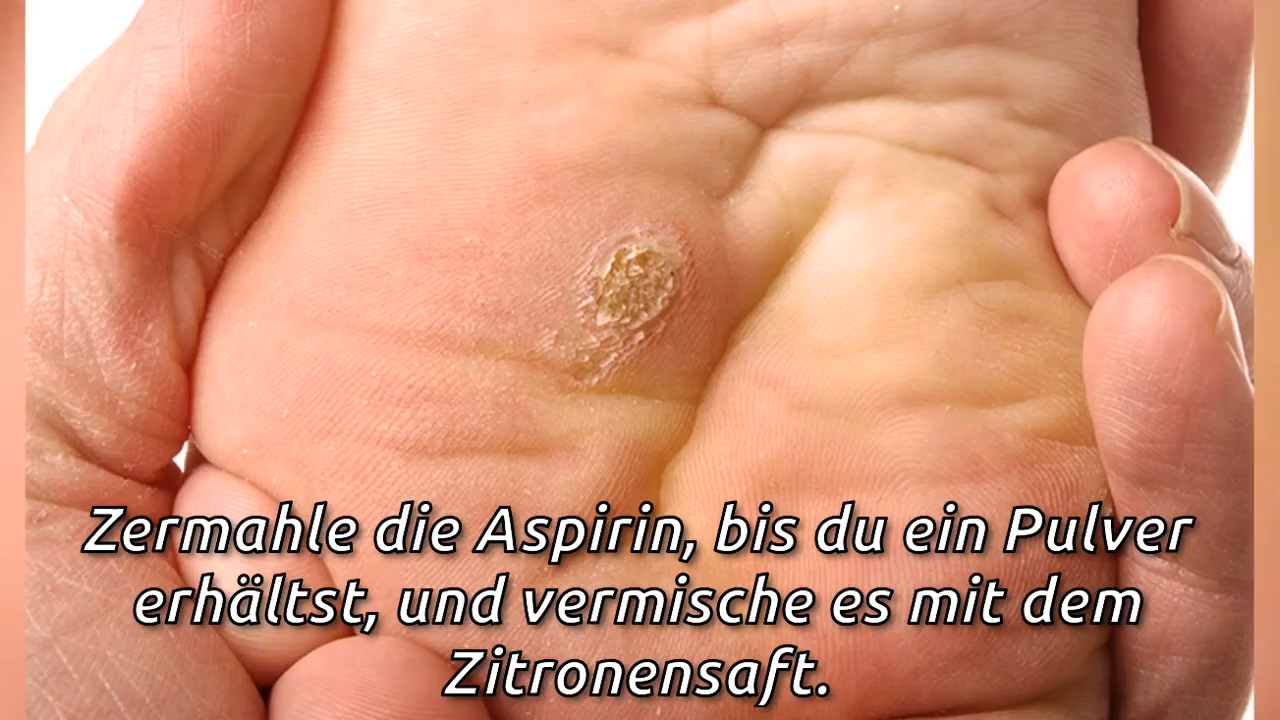 Zermahle die Aspirin, bis du ein Pulver
erhältst, und vermische es mit dem
Zitronensaft.